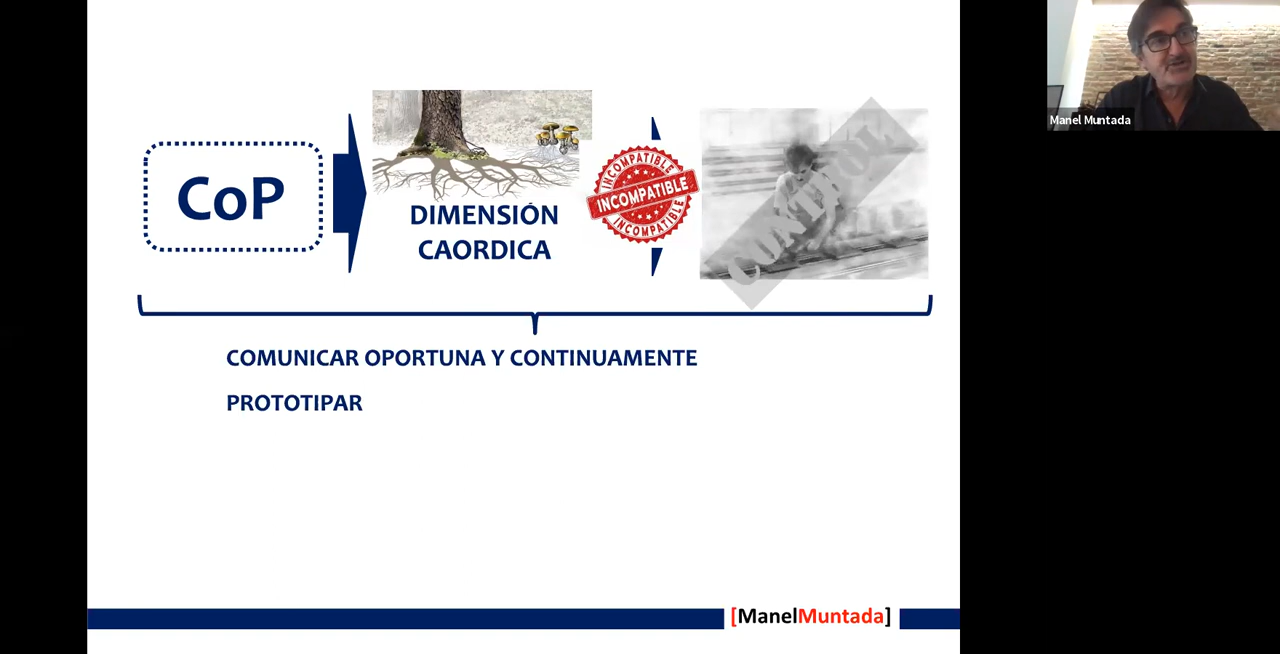 Manel Muntada
CoP
DIMENSIÓN
CAORDICA
INCOMPATIBLE
INCOMPATIBLE
INCOMPATIBLE
CONTROL
COMUNICAR OPORTUNA Y CONTINUAMENTE
PROTOTIPAR
[ManelMuntada]